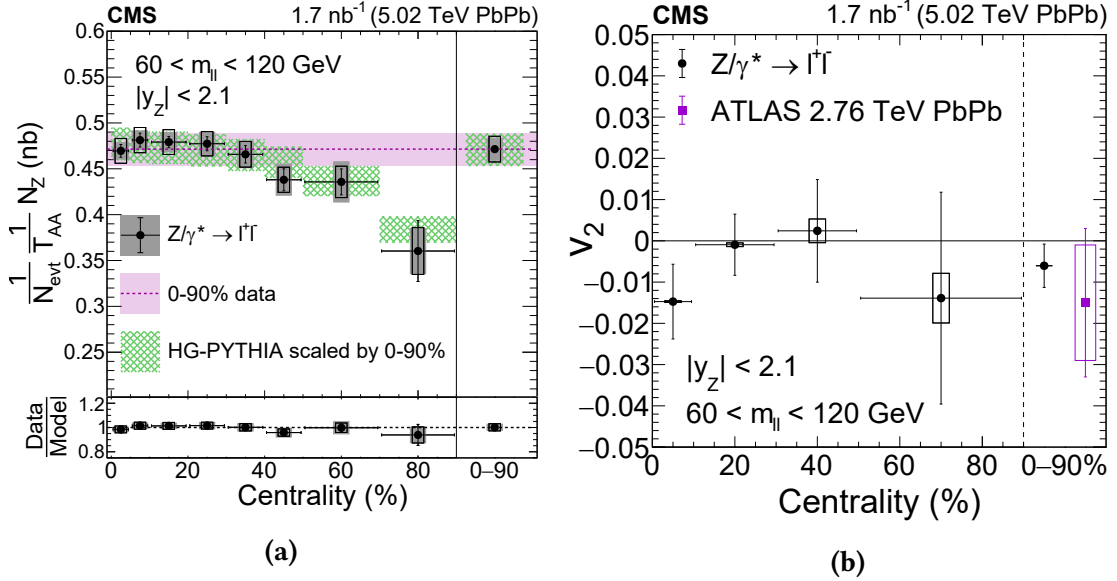 CMS 1.7 nb⁻¹ (5.02 TeV PbPb)
60 < m_ll < 120 GeV
|y_Z| < 2.1
Z/γ* → l⁺l⁻
0-90% data
HG-PYTHIA scaled by 0-90%
1/N_evt 1/T_AA N_Z (nb)
0.6
0.55
0.5
0.45
0.4
0.35
0.3
0.25
Data/Model
1.2
1
0.8
0 20 40 60 80 0−90
Centrality (%)
(a)
CMS 1.7 nb⁻¹ (5.02 TeV PbPb)
Z/γ* → l⁺l⁻
ATLAS 2.76 TeV PbPb
v₂
0.05
0.04
0.03
0.02
0.01
0
−0.01
−0.02
−0.03
−0.04
−0.05
|y_Z| < 2.1
60 < m_ll < 120 GeV
0 20 40 60 80 0−90%
Centrality (%)
(b)